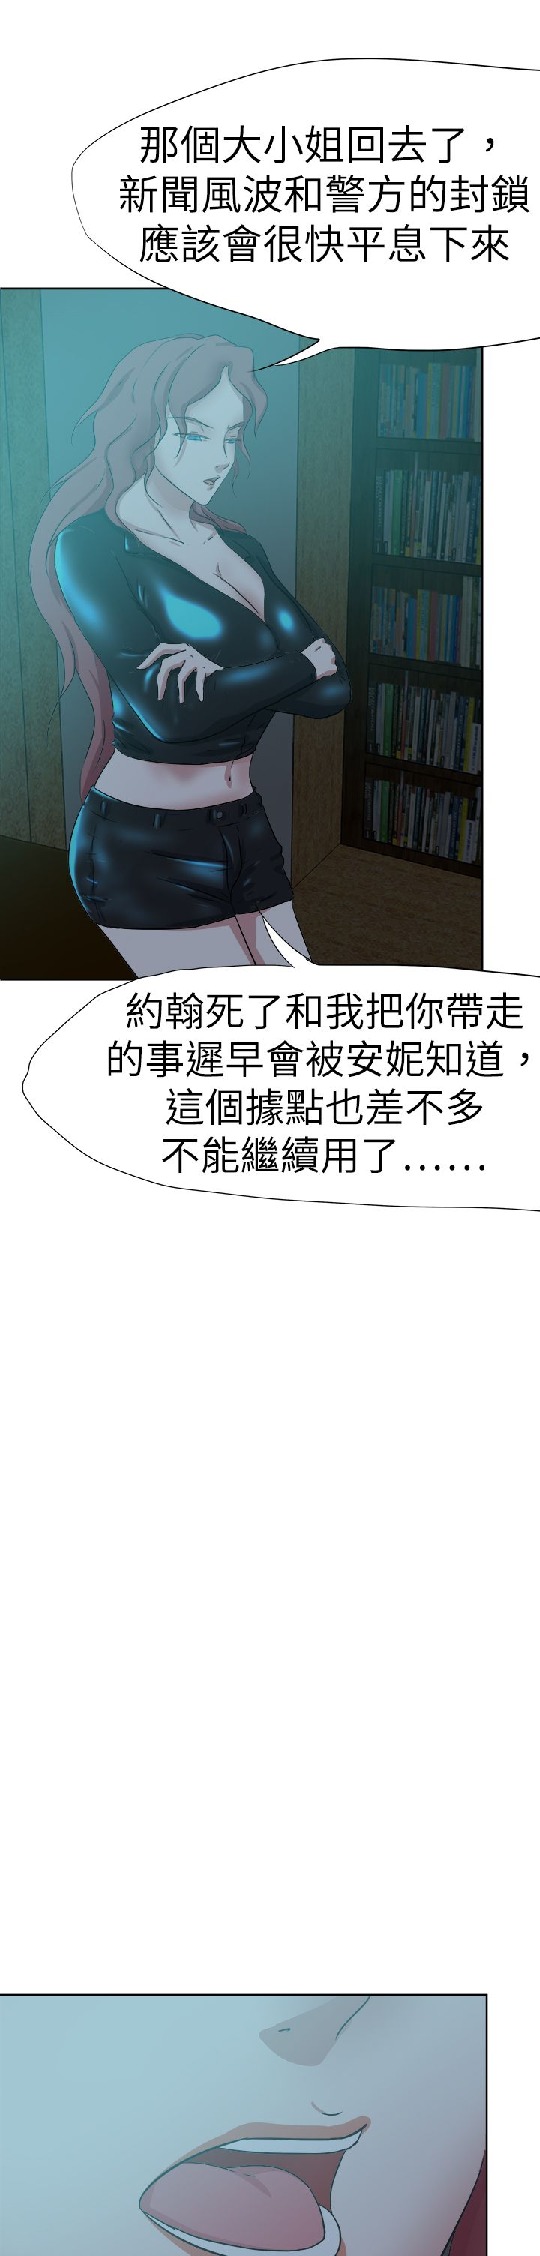 那個大小姐回去了，
新聞風波和警方的封鎖
應該會很快平息下來
約翰死了和我把你帶走
的事遲早會被安妮知道，
這個據點也差不多
不能繼續用了......